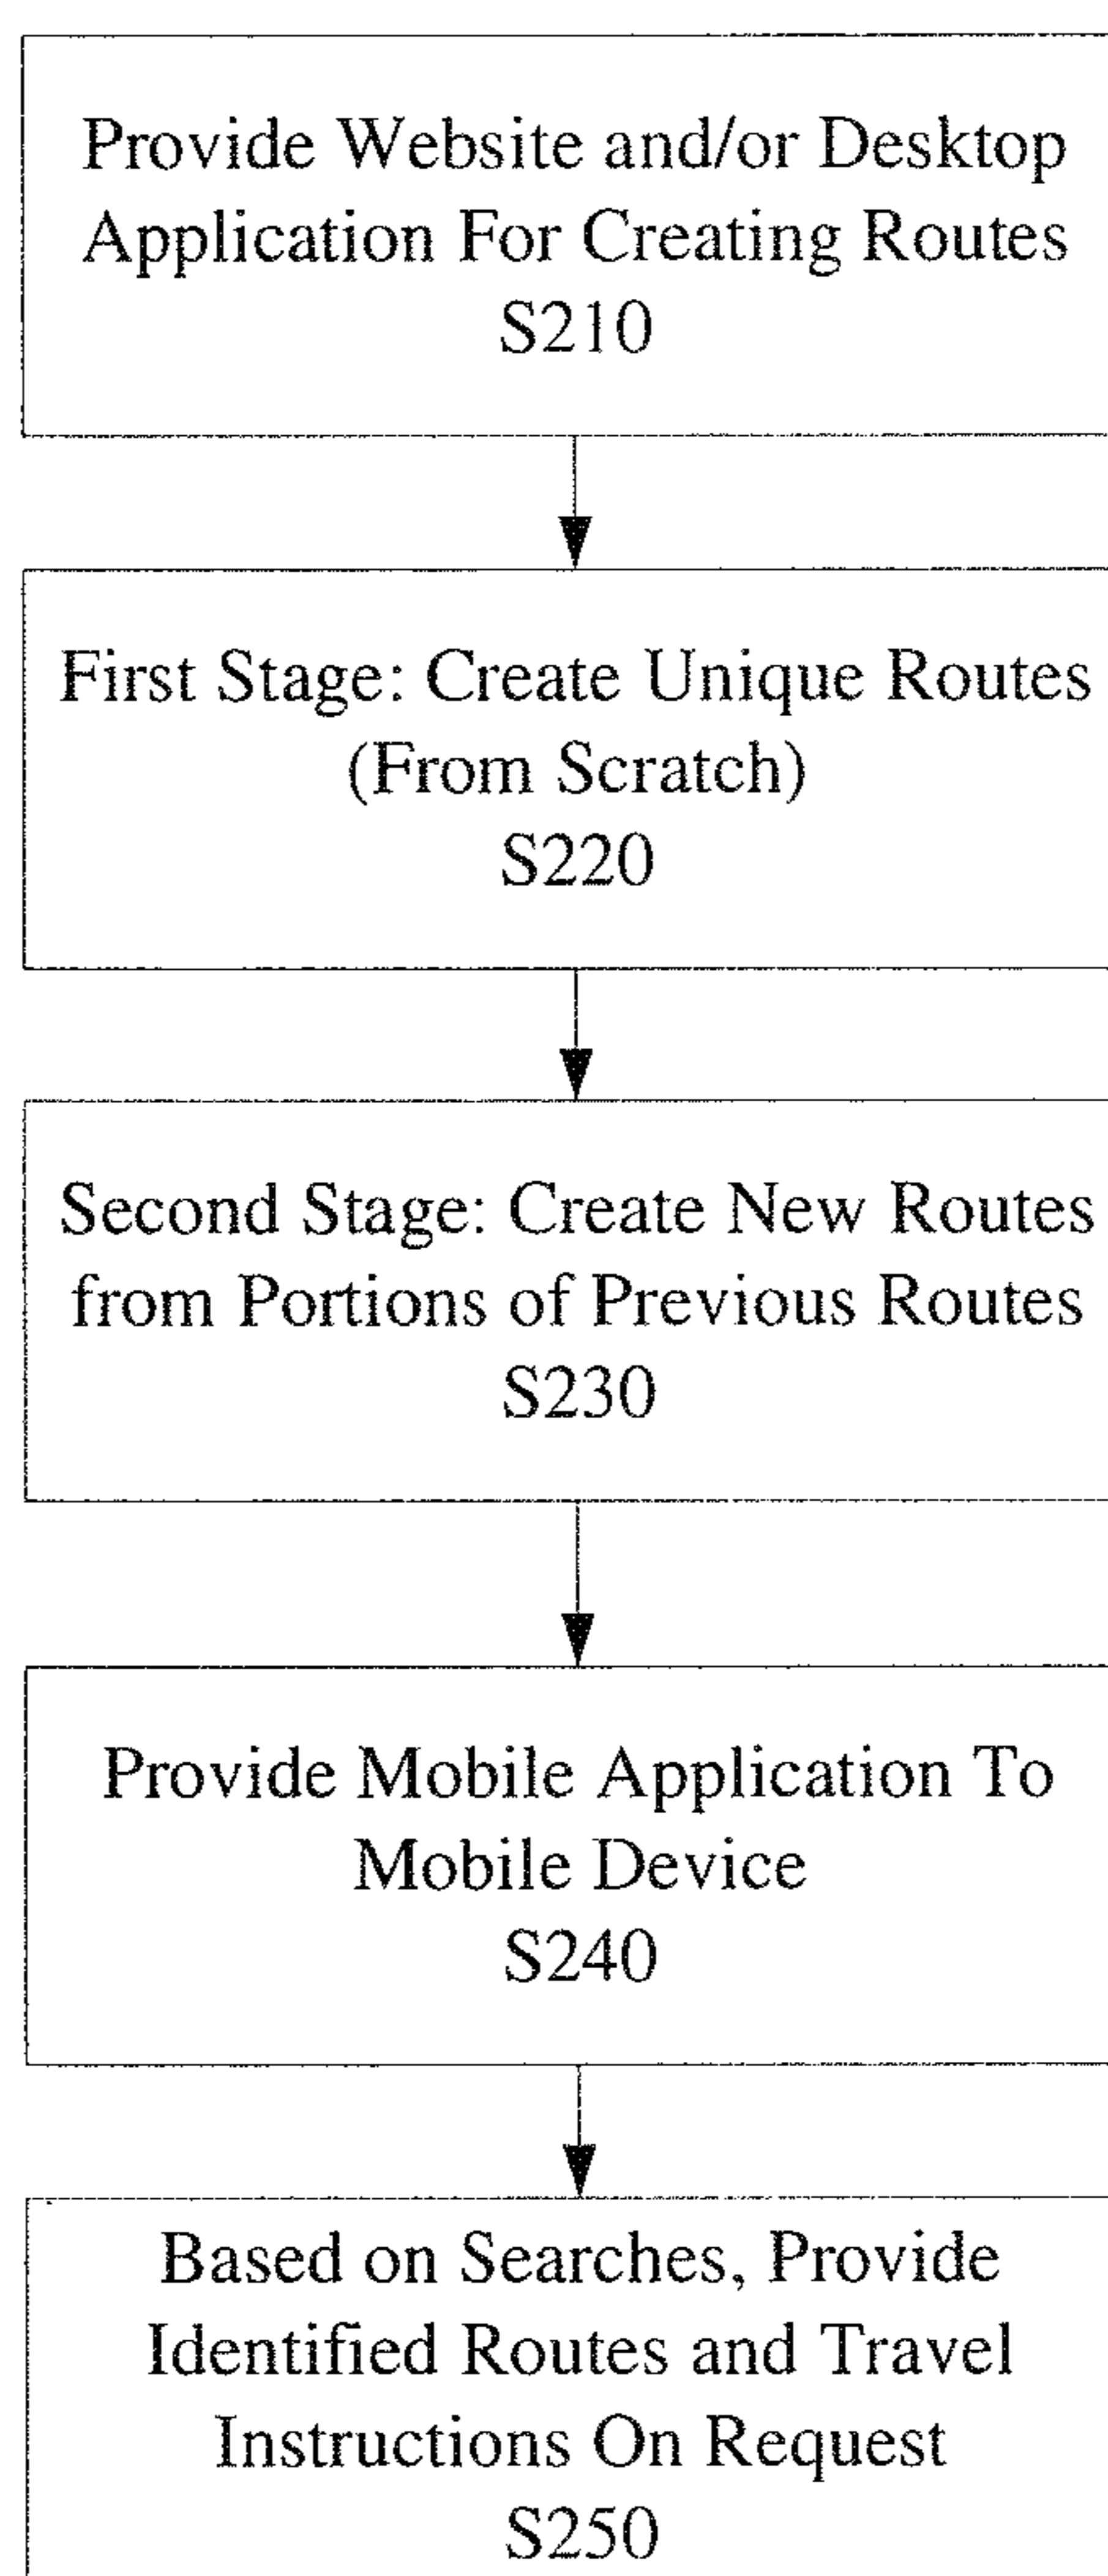 Provide Website and/or Desktop
Application For Creating Routes
S210
First Stage: Create Unique Routes
(From Scratch)
S220
Second Stage: Create New Routes
from Portions of Previous Routes
S230
Provide Mobile Application To
Mobile Device
S240
Based on Searches, Provide
Identified Routes and Travel
Instructions On Request
S250